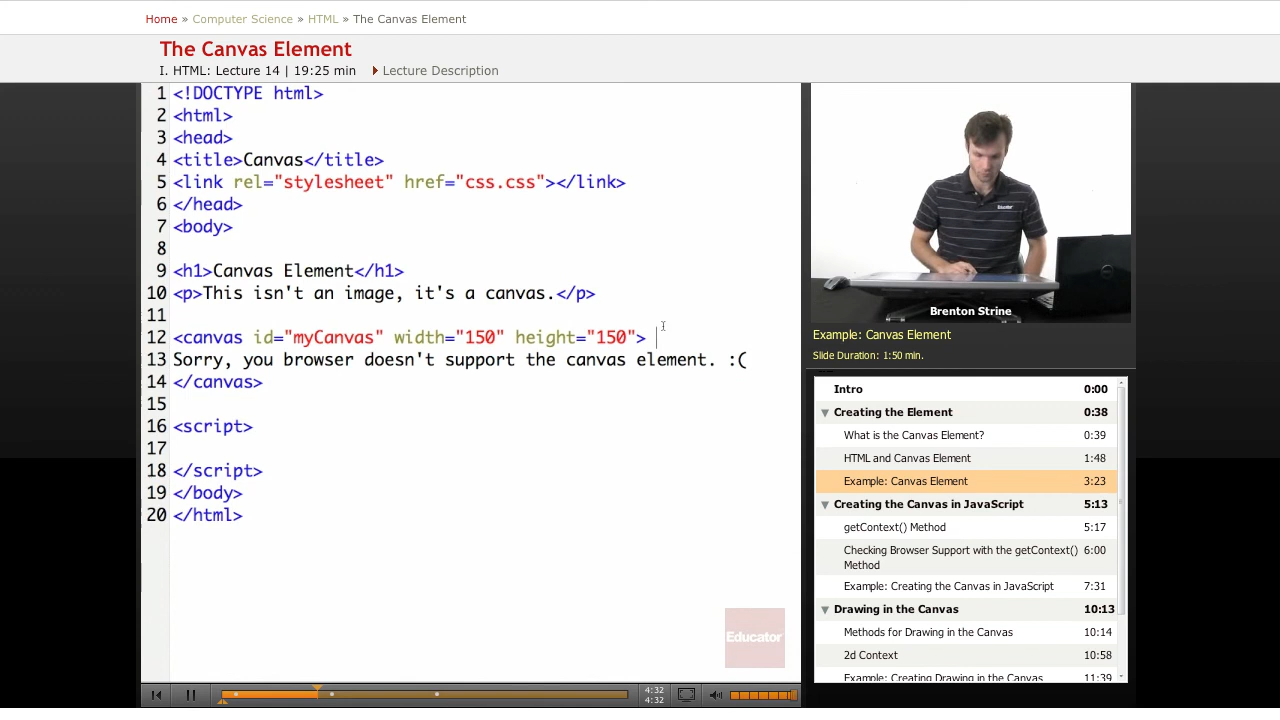 Home » Computer Science » HTML » The Canvas Element
The Canvas Element
I. HTML: Lecture 14 | 19:25 min Lecture Description
1 <!DOCTYPE html>
2 <html>
3 <head>
4 <title>Canvas</title>
5 <link rel="stylesheet" href="css.css"></link>
6 </head>
7 <body>
8
9 <h1>Canvas Element</h1>
10 <p>This isn't an image, it's a canvas.</p>
11
12 <canvas id="myCanvas" width="150" height="150">
13 Sorry, you browser doesn't support the canvas element. :(
14 </canvas>
15
16 <script>
17
18 </script>
19 </body>
20 </html>
Educator
4:32
4:32
Educator
Brenton Strine
Example: Canvas Element
Slide Duration: 1:50 min.
Intro 0:00
Creating the Element 0:38
What is the Canvas Element? 0:39
HTML and Canvas Element 1:48
Example: Canvas Element 3:23
Creating the Canvas in JavaScript 5:13
getContext() Method 5:17
Checking Browser Support with the getContext() 6:00
Method
Example: Creating the Canvas in JavaScript 7:31
Drawing in the Canvas 10:13
Methods for Drawing in the Canvas 10:14
2d Context 10:58
Example: Creating Drawing in the Canvas 11:39